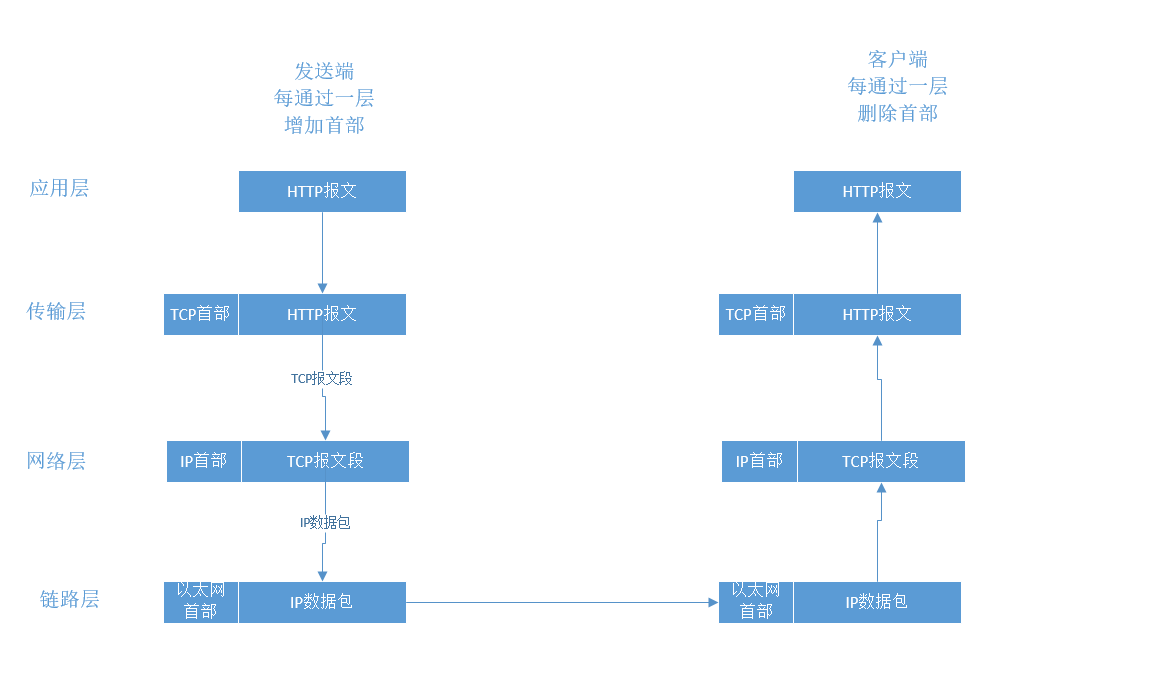 发送端
每通过一层
增加首部
客户端
每通过一层
删除首部
应用层
HTTP报文
HTTP报文
传输层
TCP首部
HTTP报文
TCP首部
HTTP报文
TCP报文段
网络层
IP首部
TCP报文段
IP首部
TCP报文段
IP数据包
链路层
以太网
首部
IP数据包
以太网
首部
IP数据包